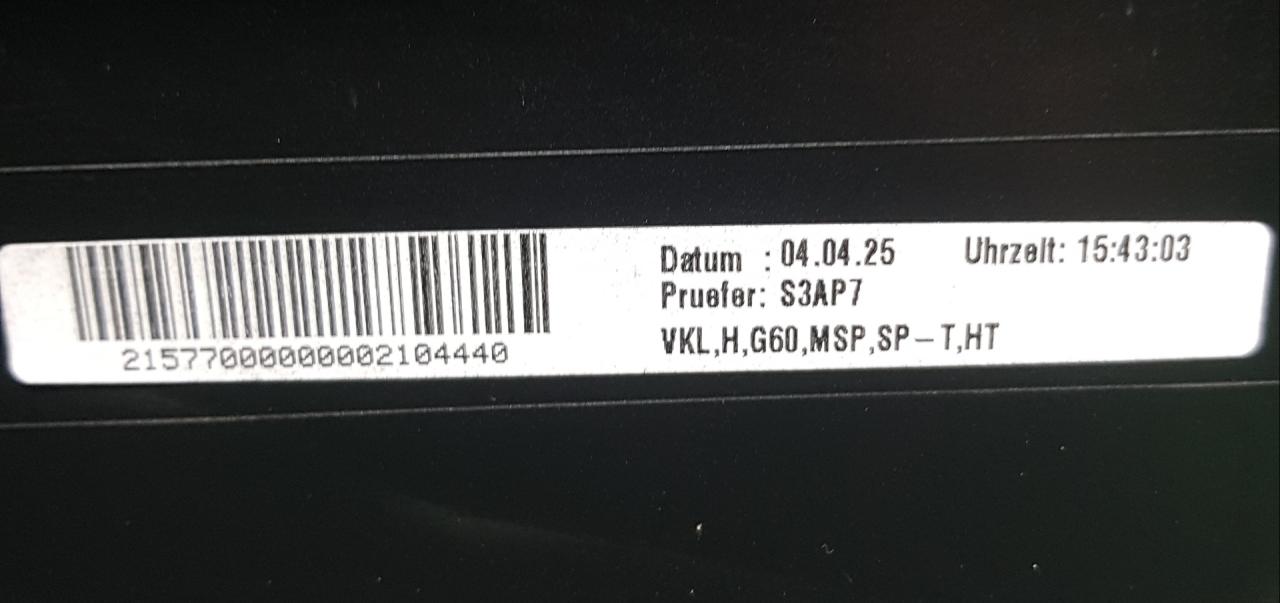 215770000000002104440
Datum : 04.04.25 Uhrzeit: 15:43:03
Pruefer: S3AP7
VKL,H,G60,MSP,SP-T,HT